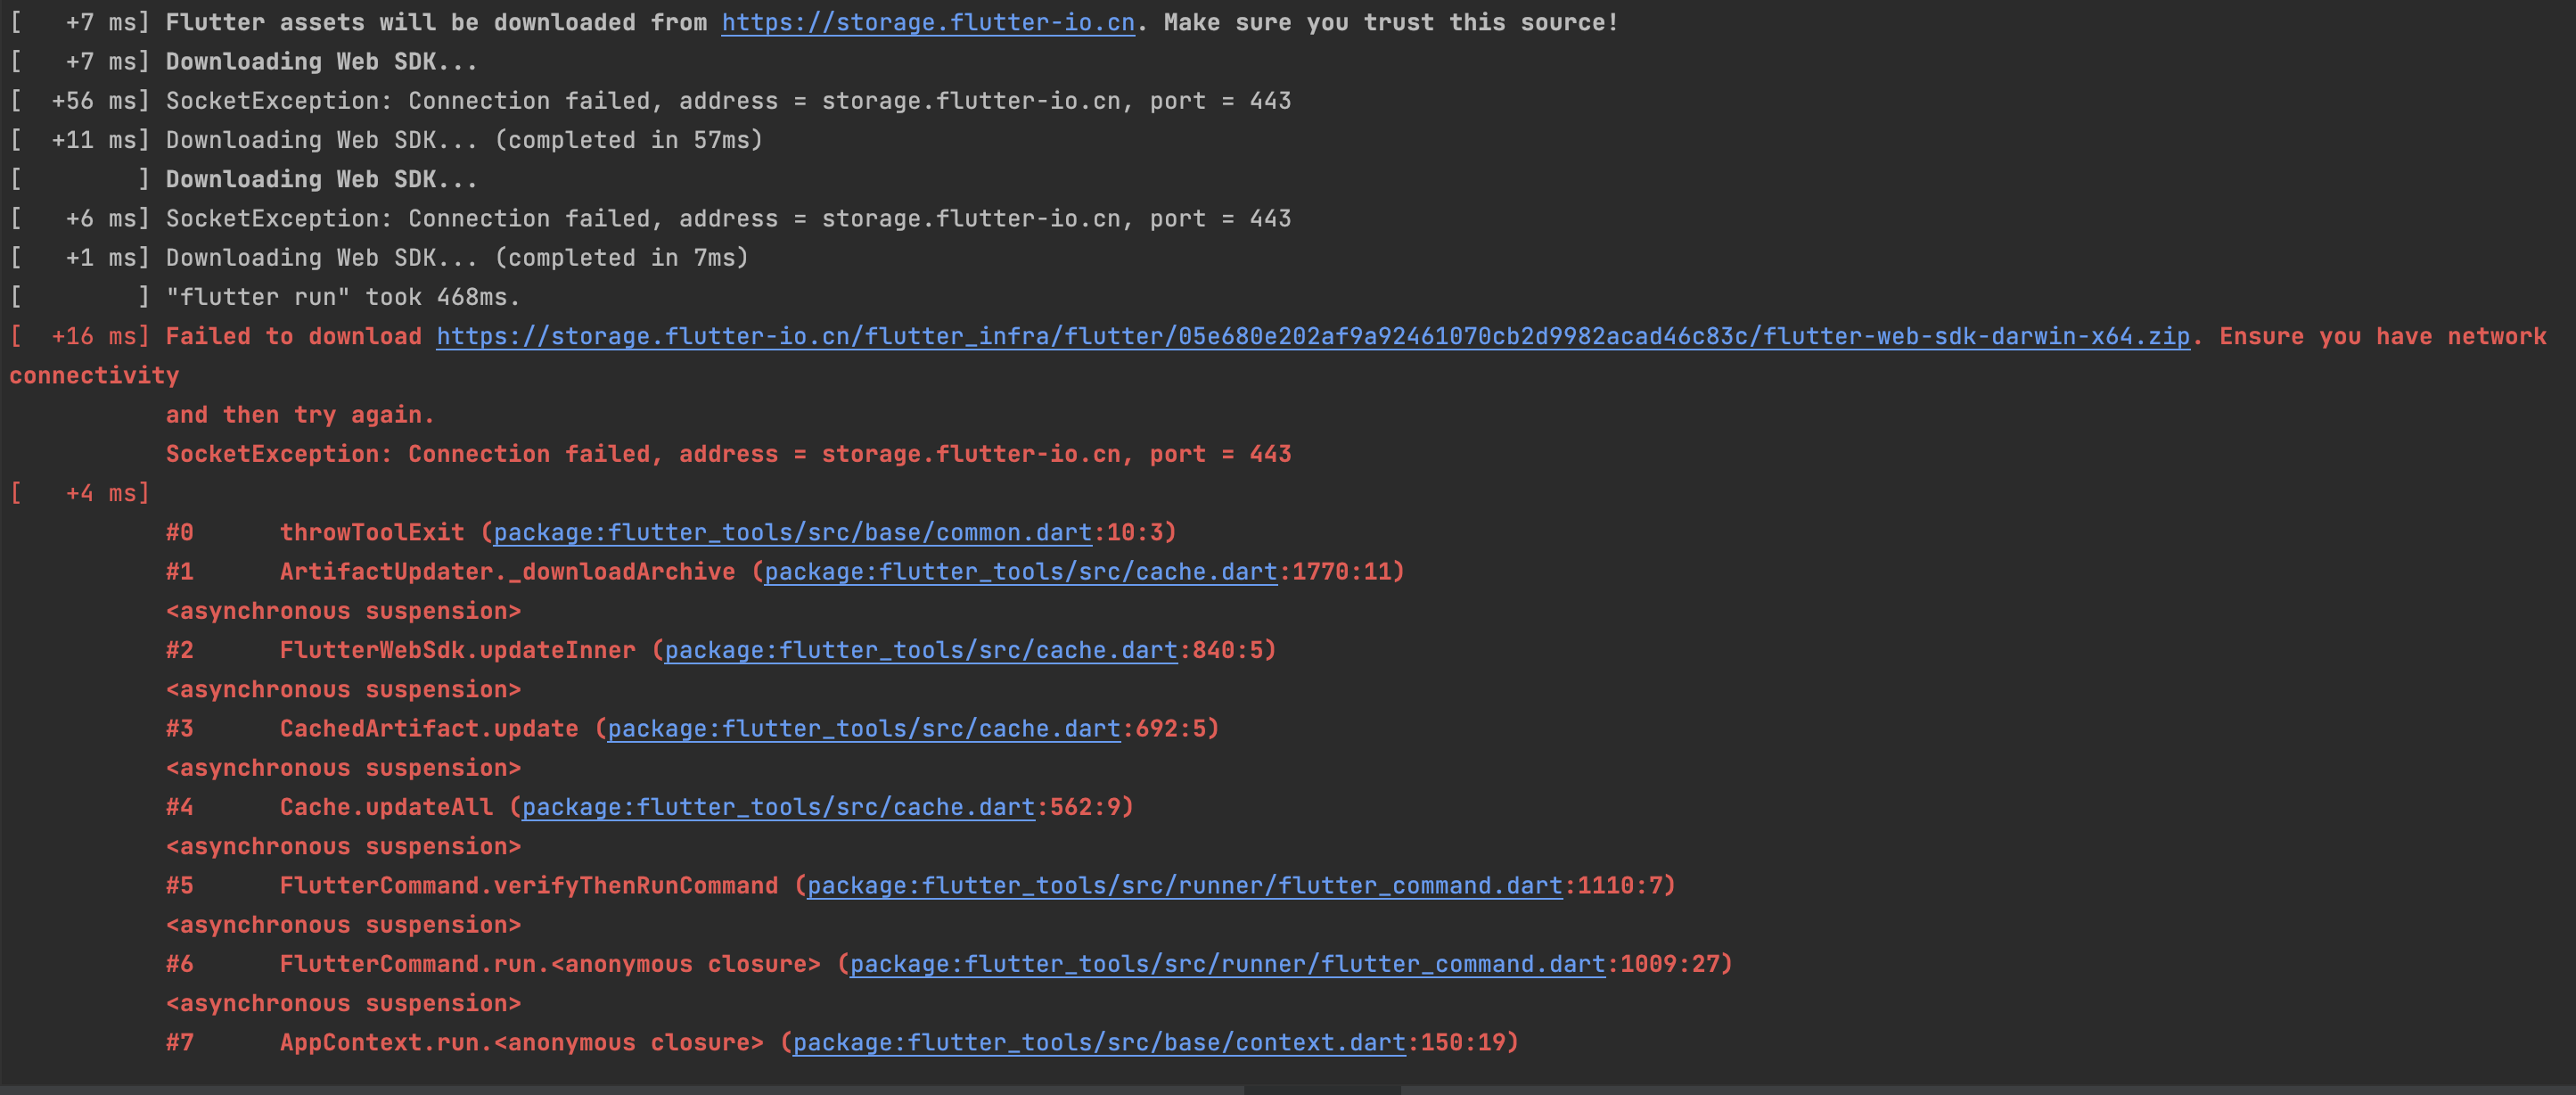 [   +7 ms] Flutter assets will be downloaded from https://storage.flutter-io.cn. Make sure you trust this source!
[   +7 ms] Downloading Web SDK...
[  +56 ms] SocketException: Connection failed, address = storage.flutter-io.cn, port = 443
[  +11 ms] Downloading Web SDK... (completed in 57ms)
[        ] Downloading Web SDK...
[   +6 ms] SocketException: Connection failed, address = storage.flutter-io.cn, port = 443
[   +1 ms] Downloading Web SDK... (completed in 7ms)
[        ] "flutter run" took 468ms.
[  +16 ms] Failed to download https://storage.flutter-io.cn/flutter_infra/flutter/05e680e202af9a92461070cb2d9982acad46c83c/flutter-web-sdk-darwin-x64.zip. Ensure you have network
connectivity
           and then try again.
           SocketException: Connection failed, address = storage.flutter-io.cn, port = 443
[   +4 ms]
           #0      throwToolExit (package:flutter_tools/src/base/common.dart:10:3)
           #1      ArtifactUpdater._downloadArchive (package:flutter_tools/src/cache.dart:1770:11)
           <asynchronous suspension>
           #2      FlutterWebSdk.updateInner (package:flutter_tools/src/cache.dart:840:5)
           <asynchronous suspension>
           #3      CachedArtifact.update (package:flutter_tools/src/cache.dart:692:5)
           <asynchronous suspension>
           #4      Cache.updateAll (package:flutter_tools/src/cache.dart:562:9)
           <asynchronous suspension>
           #5      FlutterCommand.verifyThenRunCommand (package:flutter_tools/src/runner/flutter_command.dart:1110:7)
           <asynchronous suspension>
           #6      FlutterCommand.run.<anonymous closure> (package:flutter_tools/src/runner/flutter_command.dart:1009:27)
           <asynchronous suspension>
           #7      AppContext.run.<anonymous closure> (package:flutter_tools/src/base/context.dart:150:19)